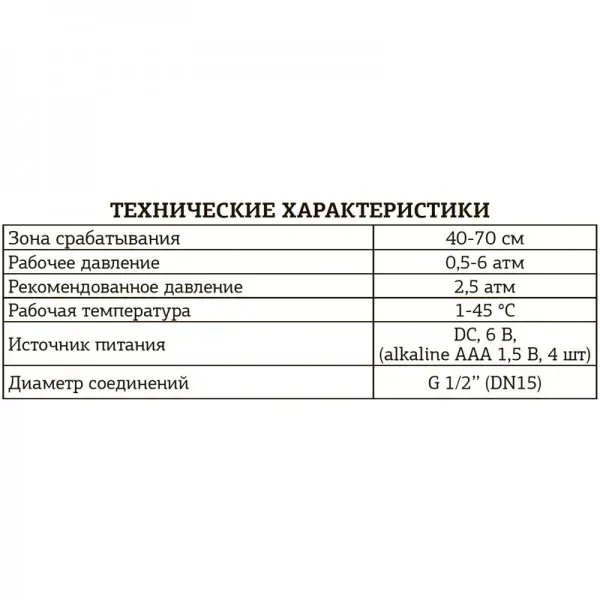 ТЕХНИЧЕСКИЕ ХАРАКТЕРИСТИКИ
Зона срабатывания 40-70 см
Рабочее давление 0,5-6 атм
Рекомендованное давление 2,5 атм
Рабочая температура 1-45 °C
Источник питания DC, 6 В,
(alkaline AAA 1,5 В, 4 шт)
Диаметр соединений G 1/2’’ (DN15)